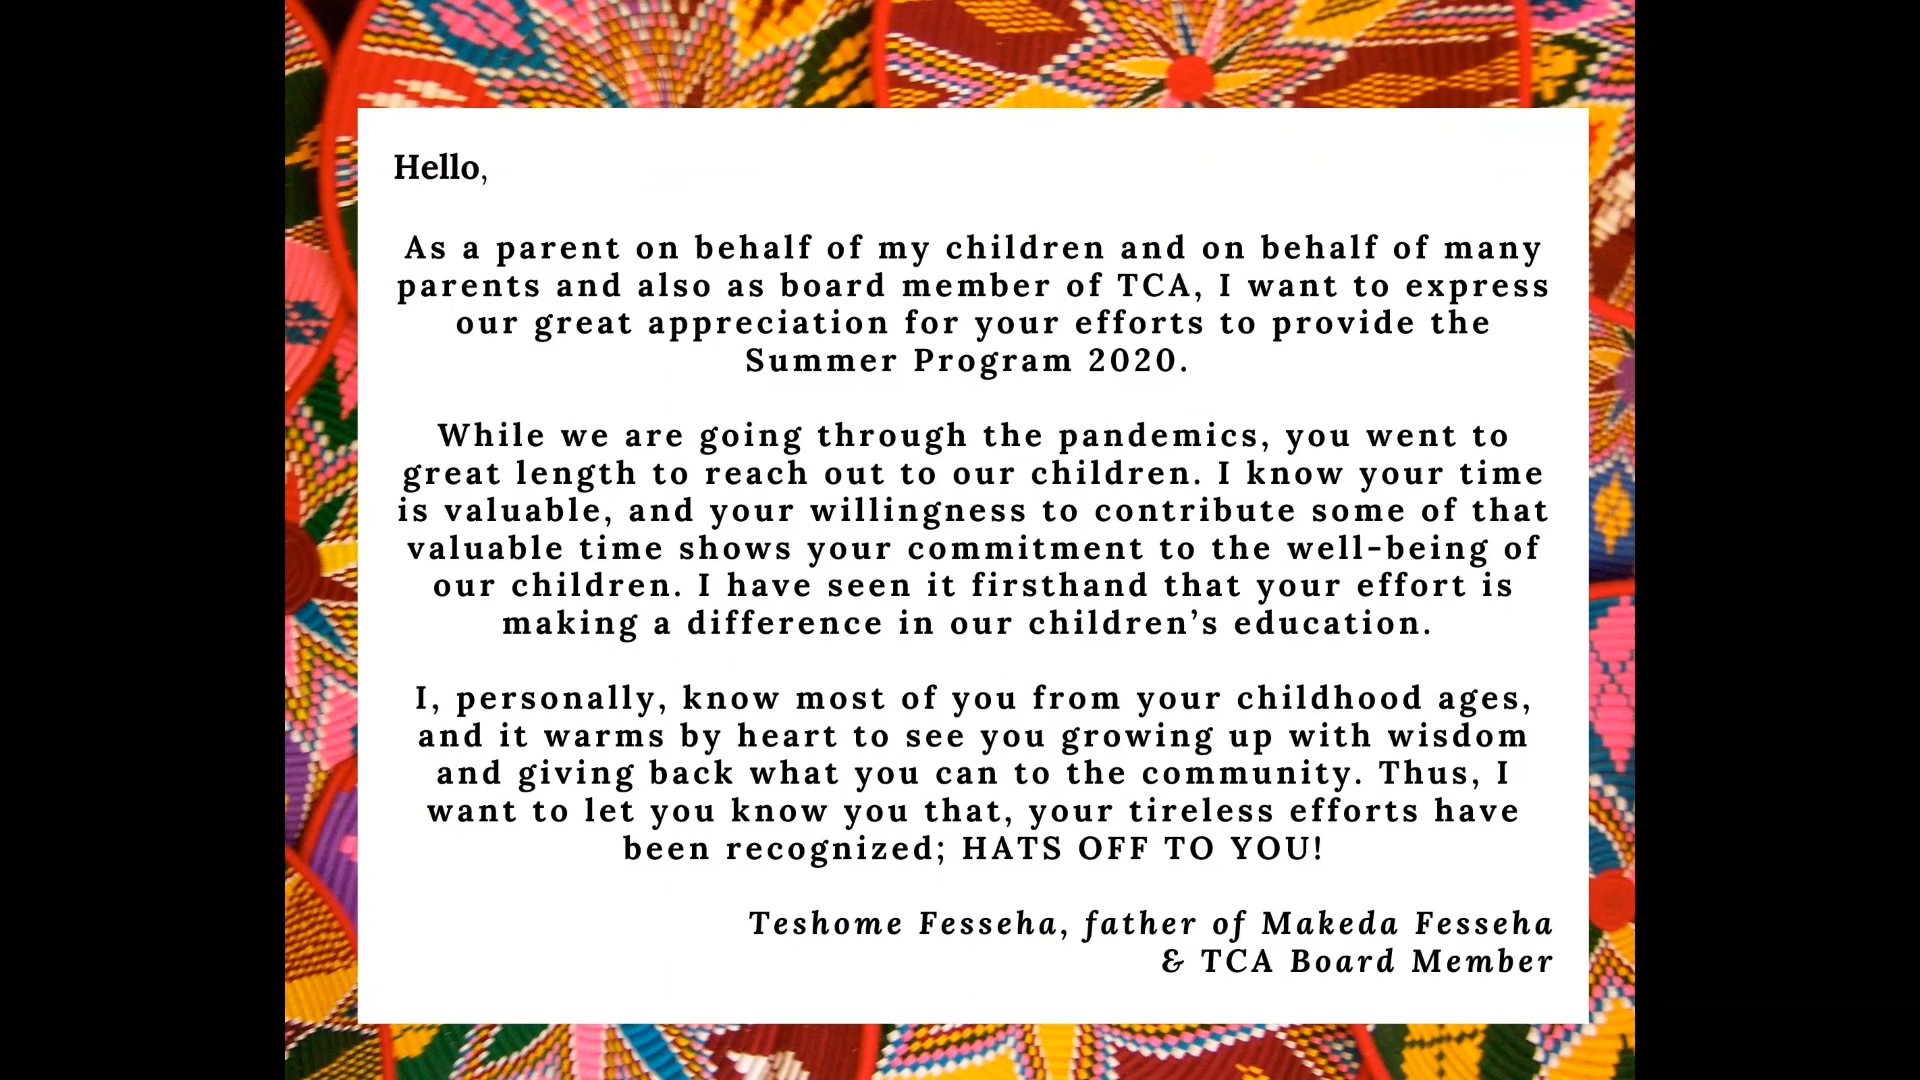 Hello,
As a parent on behalf of my children and on behalf of many
parents and also as board member of TCA, I want to express
our great appreciation for your efforts to provide the
Summer Program 2020.
While we are going through the pandemics, you went to
great length to reach out to our children. I know your time
is valuable, and your willingness to contribute some of that
valuable time shows your commitment to the well-being of
our children. I have seen it firsthand that your effort is
making a difference in our children’s education.
I, personally, know most of you from your childhood ages,
and it warms by heart to see you growing up with wisdom
and giving back what you can to the community. Thus, I
want to let you know you that, your tireless efforts have
been recognized; HATS OFF TO YOU!
Teshome Fesseha, father of Makeda Fesseha
& TCA Board Member